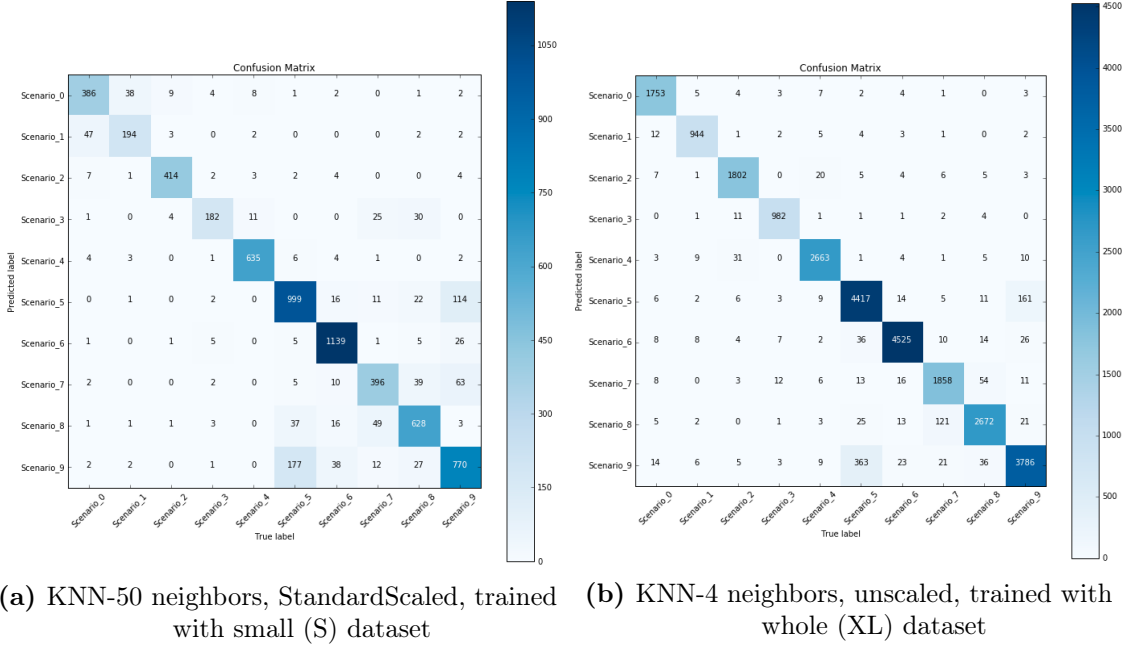 Confusion Matrix
Scenario_0 386 38 9 4 8 1 2 0 1 2
Scenario_1 47 194 3 0 2 0 0 0 2 2
Scenario_2 7 1 414 2 3 2 4 0 0 4
Scenario_3 1 0 4 182 11 0 0 25 30 0
Scenario_4 4 3 0 1 635 6 4 1 0 2
Scenario_5 0 1 0 2 0 999 16 11 22 114
Scenario_6 1 0 1 5 0 5 1139 1 5 26
Scenario_7 2 0 0 2 0 5 10 396 39 63
Scenario_8 1 1 1 3 0 37 16 49 628 3
Scenario_9 2 2 0 1 0 177 38 12 27 770
Predicted label
Scenario_0 Scenario_1 Scenario_2 Scenario_3 Scenario_4 Scenario_5 Scenario_6 Scenario_7 Scenario_8 Scenario_9
True label
1050
900
750
600
450
300
150
0
(a) KNN-50 neighbors, StandardScaled, trained
with small (S) dataset
Confusion Matrix
Scenario_0 1753 5 4 3 7 2 4 1 0 3
Scenario_1 12 944 1 2 5 4 3 1 0 2
Scenario_2 7 1 1802 0 20 5 4 6 5 3
Scenario_3 0 1 11 982 1 1 1 2 4 0
Scenario_4 3 9 31 0 2663 1 4 1 5 10
Scenario_5 6 2 6 3 9 4417 14 5 11 161
Scenario_6 8 8 4 7 2 36 4525 10 14 26
Scenario_7 8 0 3 12 6 13 16 1858 54 11
Scenario_8 5 2 0 1 3 25 13 121 2672 21
Scenario_9 14 6 5 3 9 363 23 21 36 3786
Predicted label
Scenario_0 Scenario_1 Scenario_2 Scenario_3 Scenario_4 Scenario_5 Scenario_6 Scenario_7 Scenario_8 Scenario_9
True label
4500
4000
3500
3000
2500
2000
1500
1000
500
0
(b) KNN-4 neighbors, unscaled, trained with
whole (XL) dataset